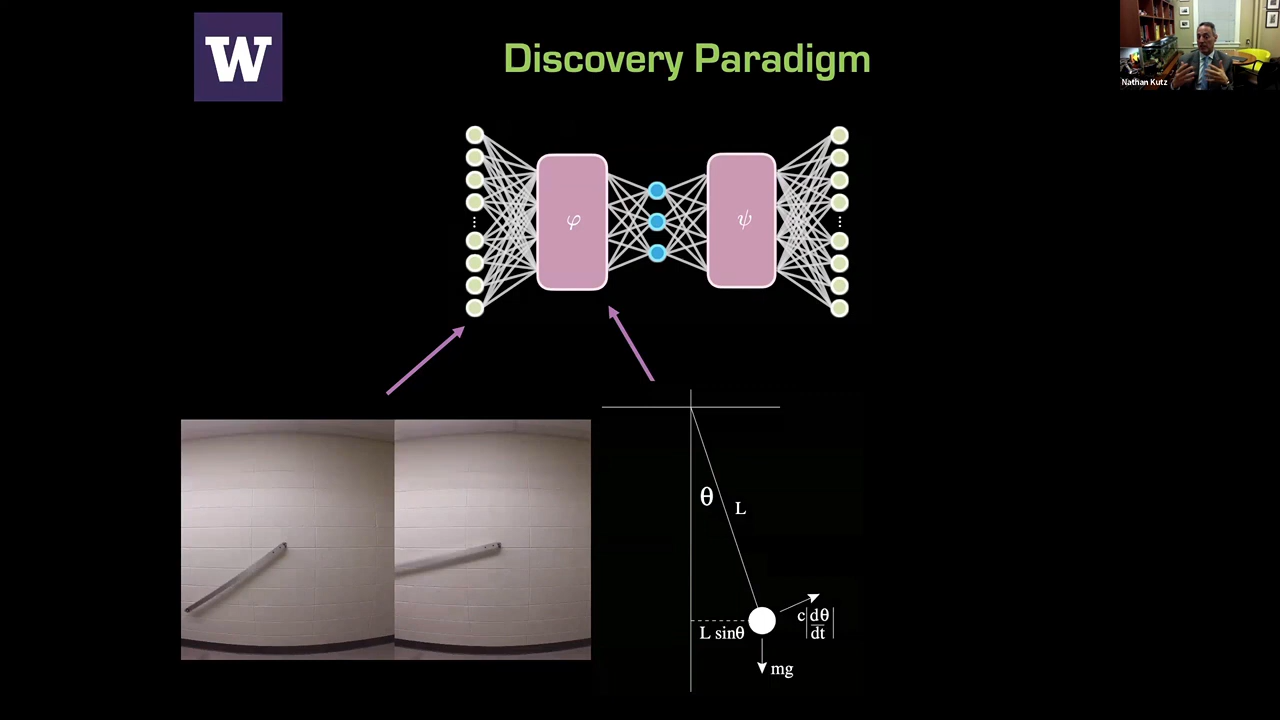 W
Discovery Paradigm
Nathan Kutz
φ
ψ
θ
L
c|dθ/dt|
L sinθ
mg